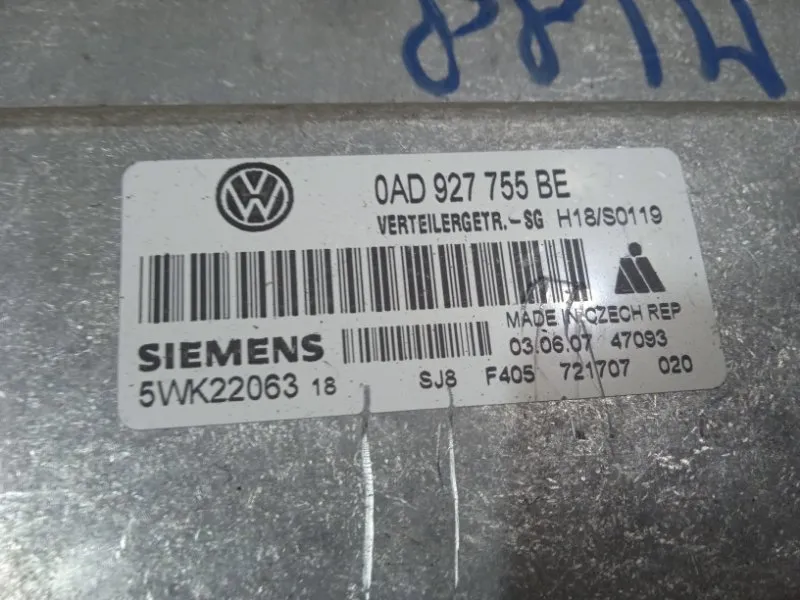 0AD 927 755 BE
VERTEILERGETR.-SG H18/S0119
MADE IN CZECH REP
SIEMENS 03.06.07 47093
5WK22063 18 SJ8 F405 721707 020